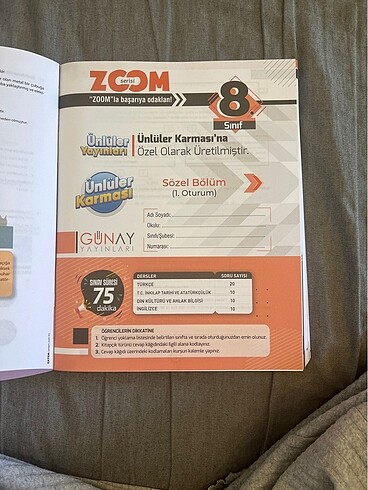 ZOOM
serisi
"ZOOM"la başarıya odaklan!
8
Sınıf
Ünlüler
Yayınları
Ünlüler Karması'na
Özel Olarak Üretilmiştir.
Ünlüler
Karması
Sözel Bölüm
(1. Oturum)
Adı Soyadı:
Okulu:
Sınıfı/Şubesi:
Numarası:
GÜNAY
YAYINLARI
SINAV SÜRESİ
75
dakika
DERSLER SORU SAYISI
TÜRKÇE 20
T.C. İNKILAP TARİHİ VE ATATÜRKÇÜLÜK 10
DİN KÜLTÜRÜ VE AHLAK BİLGİSİ 10
İNGİLİZCE 10
ÖĞRENCİLERİN DİKKATİNE
1. Öğrenci yoklama listesinde belirtilen sınıfta ve sırada oturduğunuzdan emin olunuz.
2. Kitapçık türünü cevap kâğıdındaki ilgili alana kodlayınız.
3. Cevap kâğıdı üzerindeki kodlamaları kurşun kalemle yapınız.